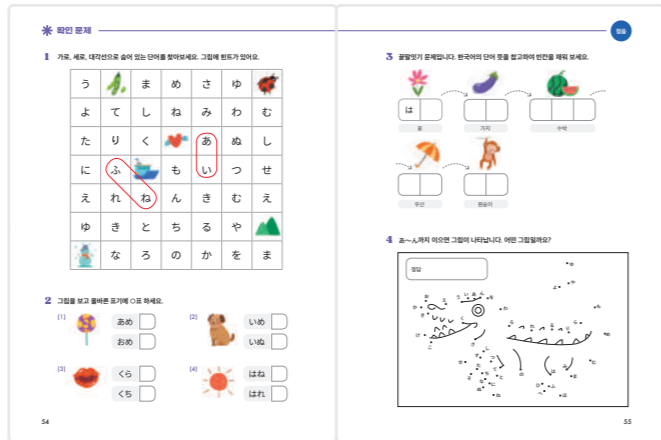 확인 문제
정음
1 가로, 세로, 대각선으로 숨어 있는 단어를 찾아보세요. 그림에 힌트가 있어요.
う ま め さ ゆ
よ て し ね み わ む
た り く あ ぬ し
に ふ も い つ せ
え れ ね ん き む え
ゆ き と ち る や
な ろ の か を ま
2 그림을 보고 올바른 표기에 ○표 하세요.
[1] あめ
おめ
[2] いめ
いぬ
[3] くら
くち
[4] はね
はれ
54
3 끝말잇기 문제입니다. 한국어의 단어 뜻을 참고하여 빈칸을 채워 보세요.
は
꽃 가지 수박
우산 원숭이
4 あ～ん까지 이으면 그림이 나타납니다. 어떤 그림일까요?
정답
55